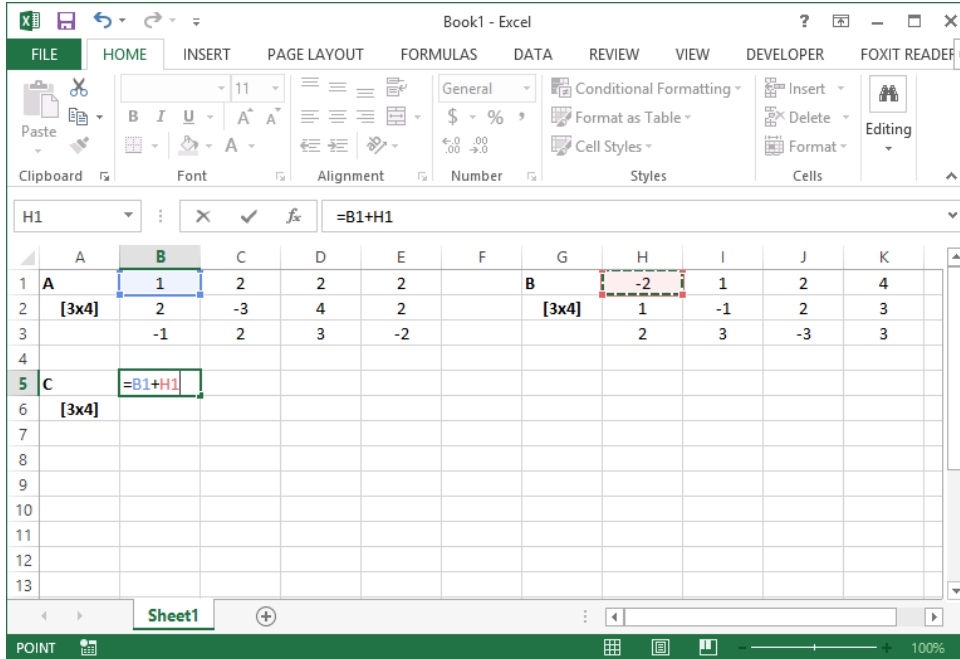 Book1 - Excel ?
FILE HOME INSERT PAGE LAYOUT FORMULAS DATA REVIEW VIEW DEVELOPER FOXIT READER
Paste
B I U A A A
11
General
$ % ,
Conditional Formatting
Format as Table
Cell Styles
Insert
Delete
Format
Editing
Clipboard Font Alignment Number Styles Cells
H1 fx =B1+H1
A B C D E F G H I J K
1 A 1 2 2 2 B -2 1 2 4
2 [3x4] 2 -3 4 2 [3x4] 1 -1 2 3
3 -1 2 3 -2 2 3 -3 3
4
5 C =B1+H1
6 [3x4]
7
8
9
10
11
12
13
Sheet1
POINT 100%